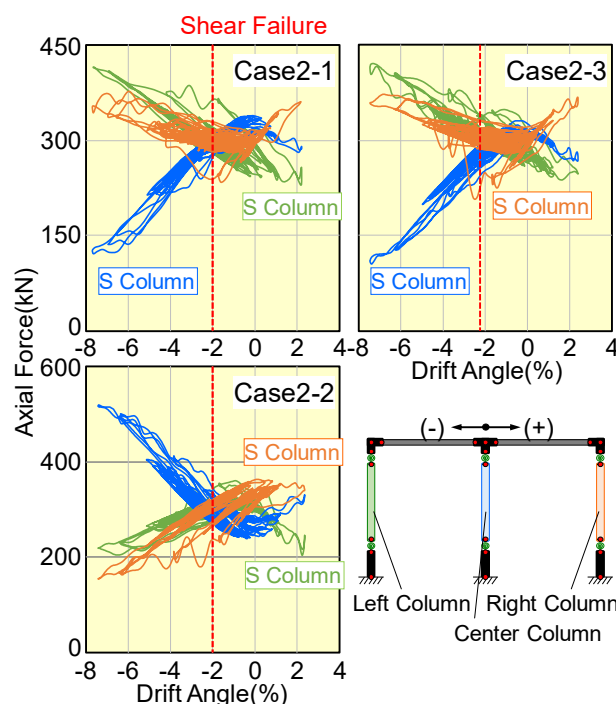 Shear Failure
Axial Force(kN)
450
300
150
0
Case2-1
S Column
S Column
-8 -6 -4 -2 0 2 4
Case2-3
S Column
S Column
-8 -6 -4 -2 0 2 4
Drift Angle(%)
600
400
200
0
Case2-2
S Column
S Column
-8 -6 -4 -2 0 2 4
Drift Angle(%)
(-) (+)
Left Column Right Column
Center Column